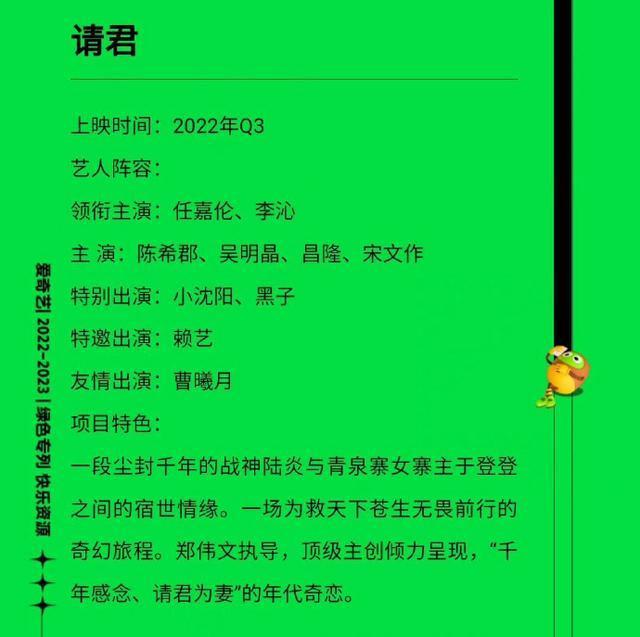 请君
上映时间：2022年Q3
艺人阵容：
领衔主演：任嘉伦、李沁
主 演：陈希郡、吴明晶、昌隆、宋文作
特别出演：小沈阳、黑子
特邀出演：赖艺
友情出演：曹曦月
项目特色：
一段尘封千年的战神陆炎与青泉寨女寨主于登登
之间的宿世情缘。一场为救天下苍生无畏前行的
奇幻旅程。郑伟文执导，顶级主创倾力呈现，“千
年感念、请君为妻”的年代奇恋。
爱奇艺| 2022-2023 | 绿色专列 快乐资源